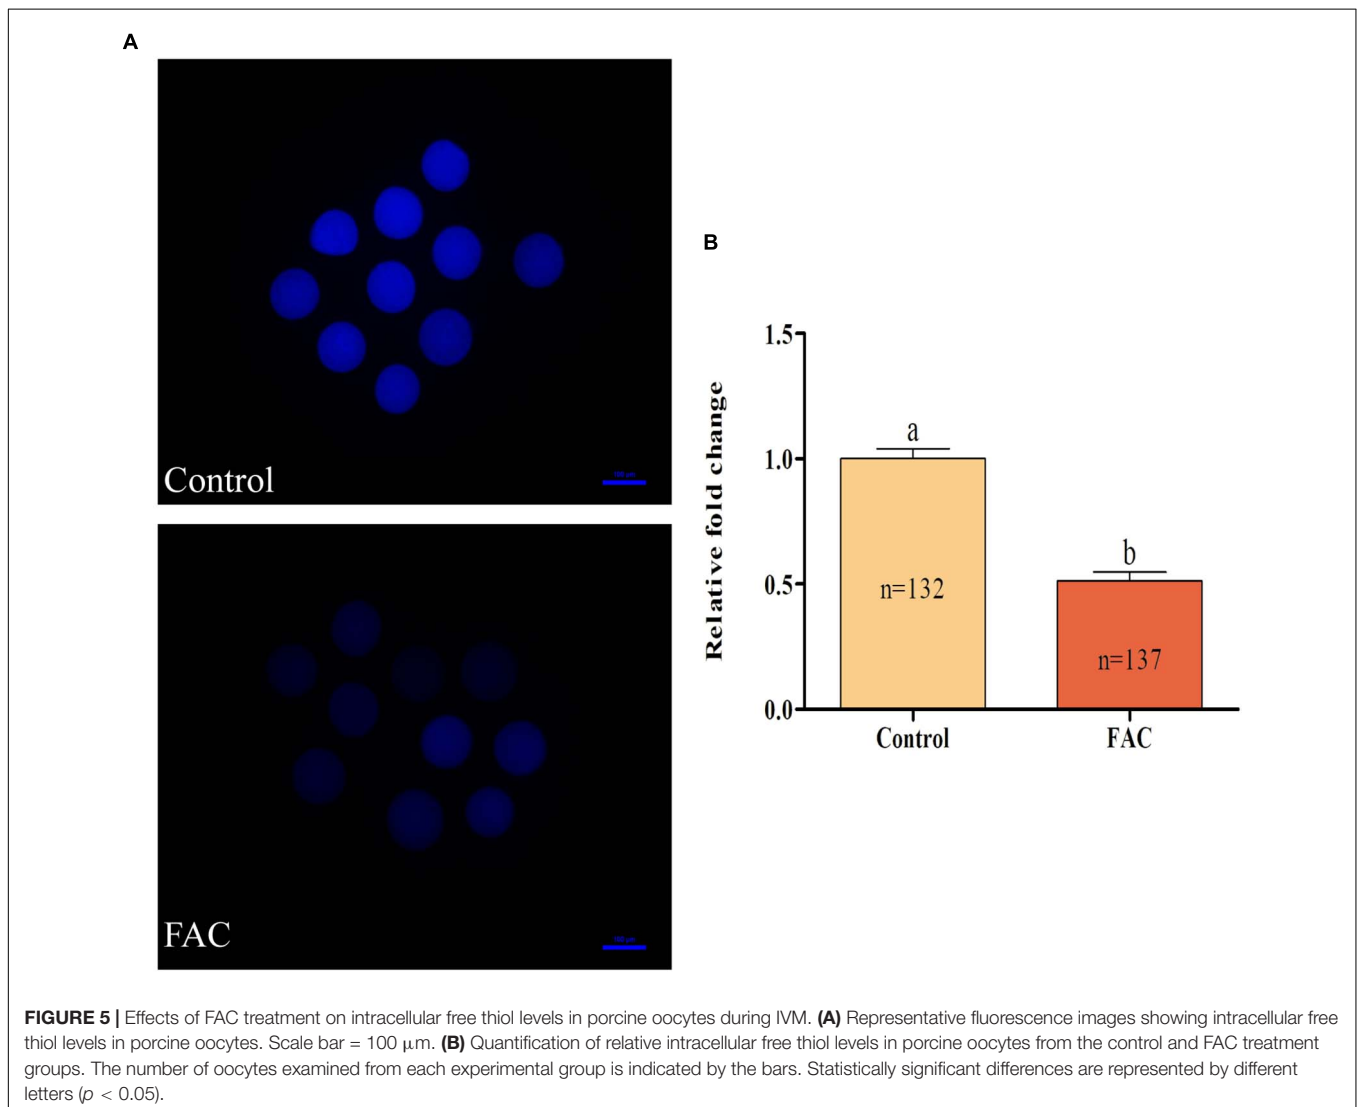 A
Control
100 µm
FAC
100 µm
B
Relative fold change
1.5
1.0
0.5
0.0
a
b
n=132
n=137
Control
FAC
FIGURE 5 | Effects of FAC treatment on intracellular free thiol levels in porcine oocytes during IVM. (A) Representative fluorescence images showing intracellular free
thiol levels in porcine oocytes. Scale bar = 100 μm. (B) Quantification of relative intracellular free thiol levels in porcine oocytes from the control and FAC treatment
groups. The number of oocytes examined from each experimental group is indicated by the bars. Statistically significant differences are represented by different
letters (p < 0.05).